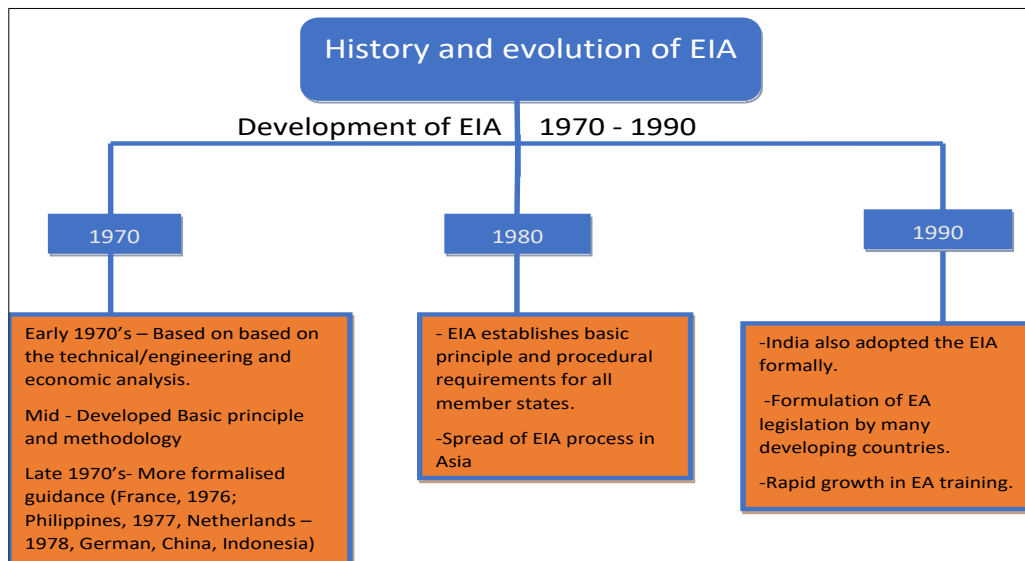 History and evolution of EIA
Development of EIA 1970 - 1990
1970
1980
1990
Early 1970's – Based on based on
the technical/engineering and
economic analysis.
Mid - Developed Basic principle
and methodology
Late 1970's- More formalised
guidance (France, 1976;
Philippines, 1977, Netherlands –
1978, German, China, Indonesia)
- EIA establishes basic
principle and procedural
requirements for all
member states.
-Spread of EIA process in
Asia
-India also adopted the EIA
formally.
-Formulation of EA
legislation by many
developing countries.
-Rapid growth in EA training.